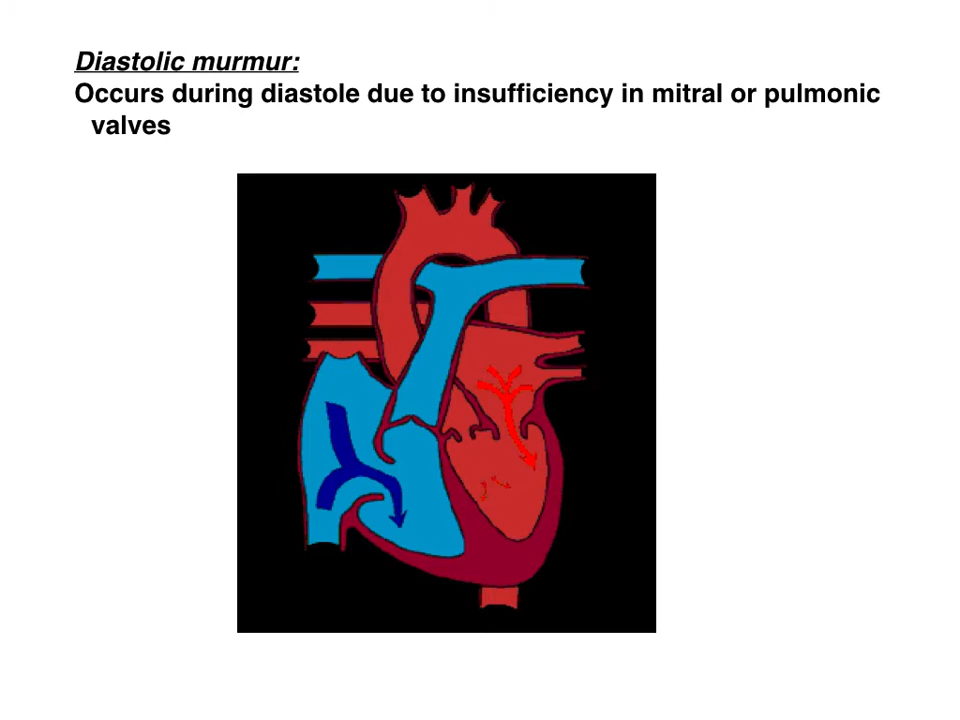 Diastolic murmur:
Occurs during diastole due to insufficiency in mitral or pulmonic
valves